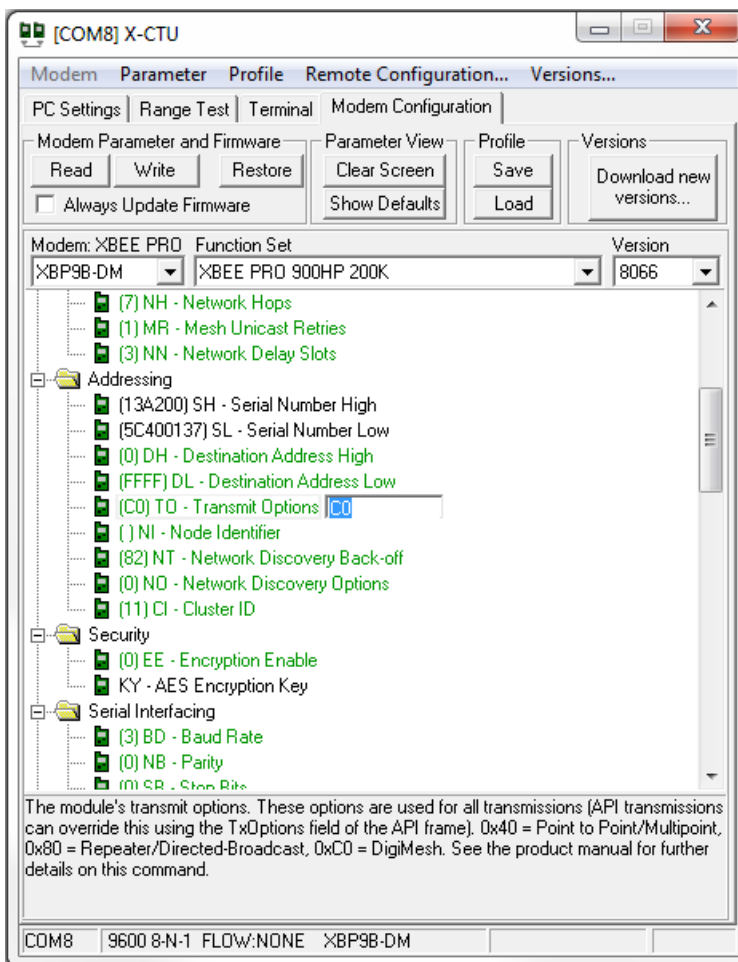 [COM8] X-CTU
Modem Parameter Profile Remote Configuration... Versions...
PC Settings Range Test Terminal Modem Configuration
Modem Parameter and Firmware Parameter View Profile Versions
Read Write Restore Clear Screen Save Download new versions...
Always Update Firmware Show Defaults Load
Modem: XBEE PRO Function Set Version
XBP9B-DM XBEE PRO 900HP 200K 8066
(7) NH - Network Hops
(1) MR - Mesh Unicast Retries
(3) NN - Network Delay Slots
Addressing
(13A200) SH - Serial Number High
(5C400137) SL - Serial Number Low
(0) DH - Destination Address High
(FFFF) DL - Destination Address Low
(C0) TO - Transmit Options C0
( ) NI - Node Identifier
(82) NT - Network Discovery Back-off
(0) NO - Network Discovery Options
(11) CI - Cluster ID
Security
(0) EE - Encryption Enable
KY - AES Encryption Key
Serial Interfacing
(3) BD - Baud Rate
(0) NB - Parity
(0) SB - Stop Bits
The module's transmit options. These options are used for all transmissions (API transmissions
can override this using the TxOptions field of the API frame). 0x40 = Point to Point/Multipoint,
0x80 = Repeater/Directed-Broadcast, 0xC0 = DigiMesh. See the product manual for further
details on this command.
COM8 9600 8-N-1 FLOW:NONE XBP9B-DM